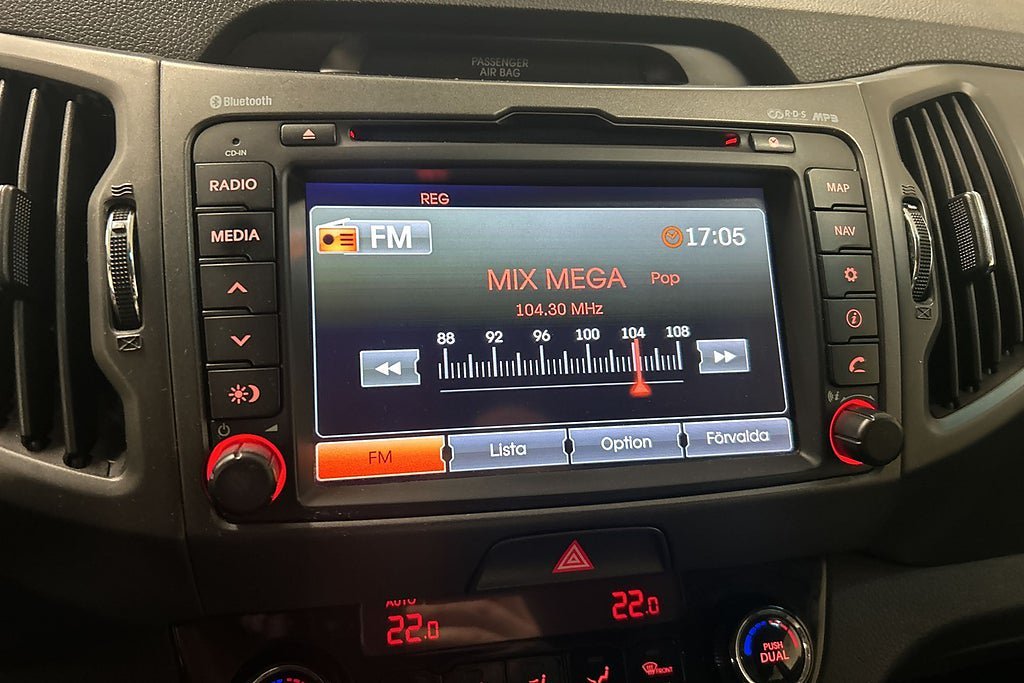 PASSENGER
AIR BAG
Bluetooth
R·D·S MP3
CD-IN
RADIO
MEDIA
MAP
NAV
REG
FM
17:05
MIX MEGA Pop
104.30 MHz
88 92 96 100 104 108
FM Lista Option Förvalda
AUTO
22.0
22.0
FRONT
PUSH
DUAL